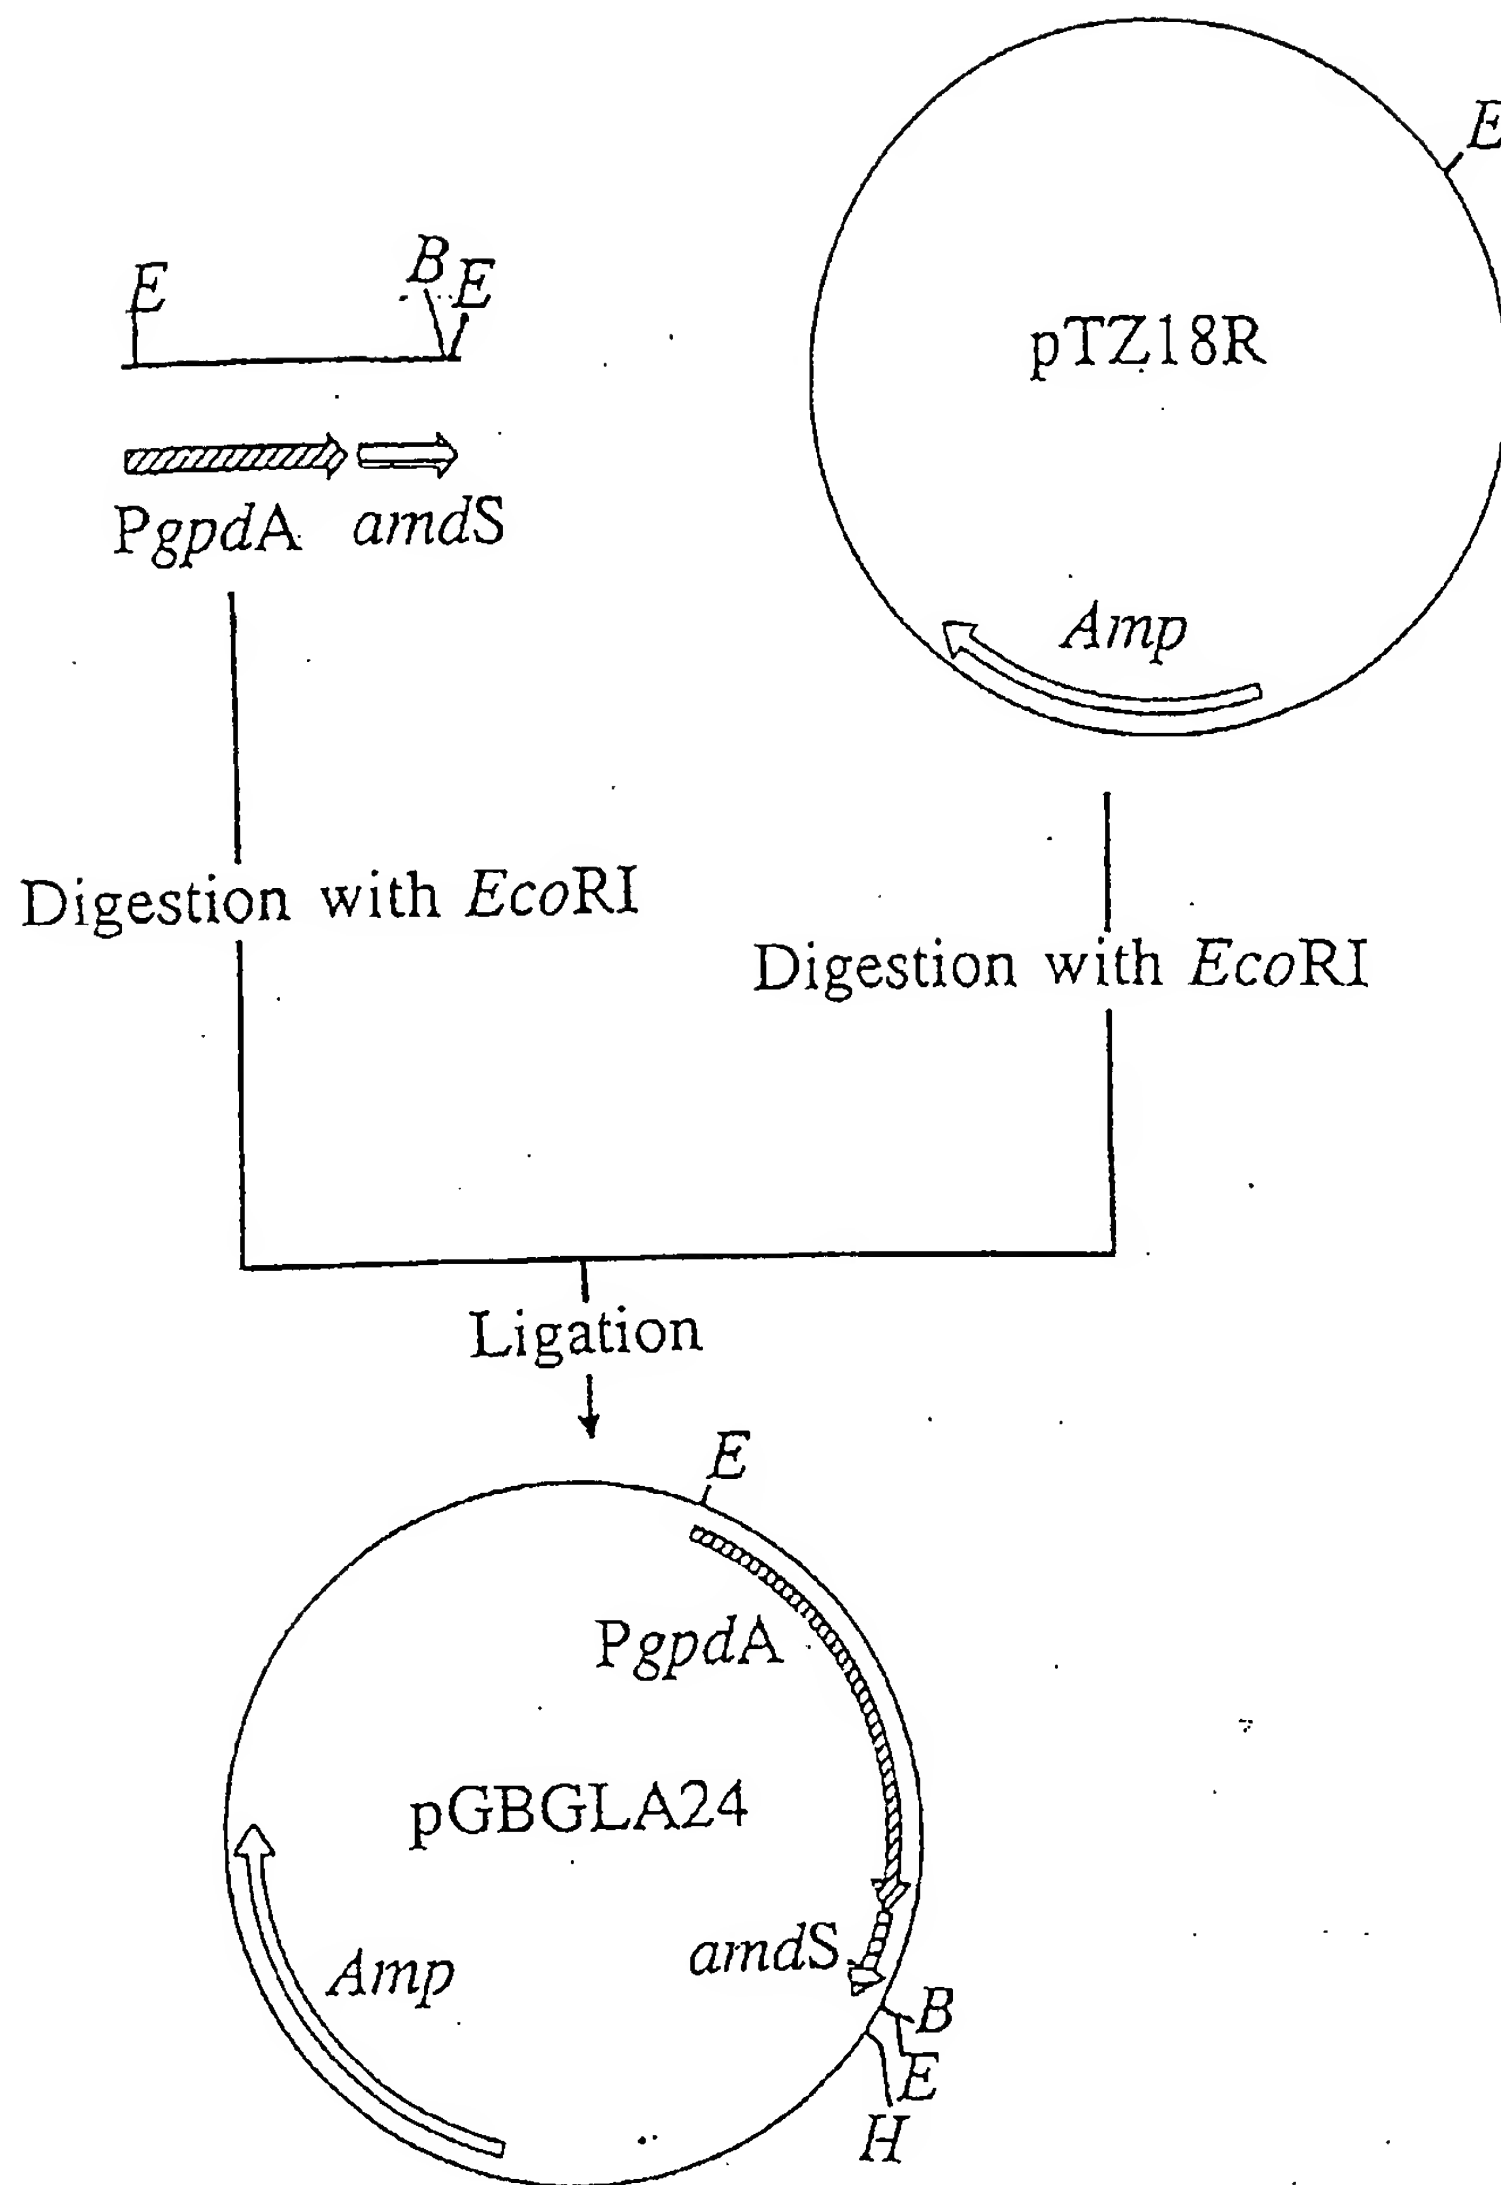 E
E
B E
pTZ18R
PgpdA amdS
Amp
Digestion with EcoRI
Digestion with EcoRI
Ligation
E
PgpdA
pGBGLA24
amdS
Amp
B
E
H